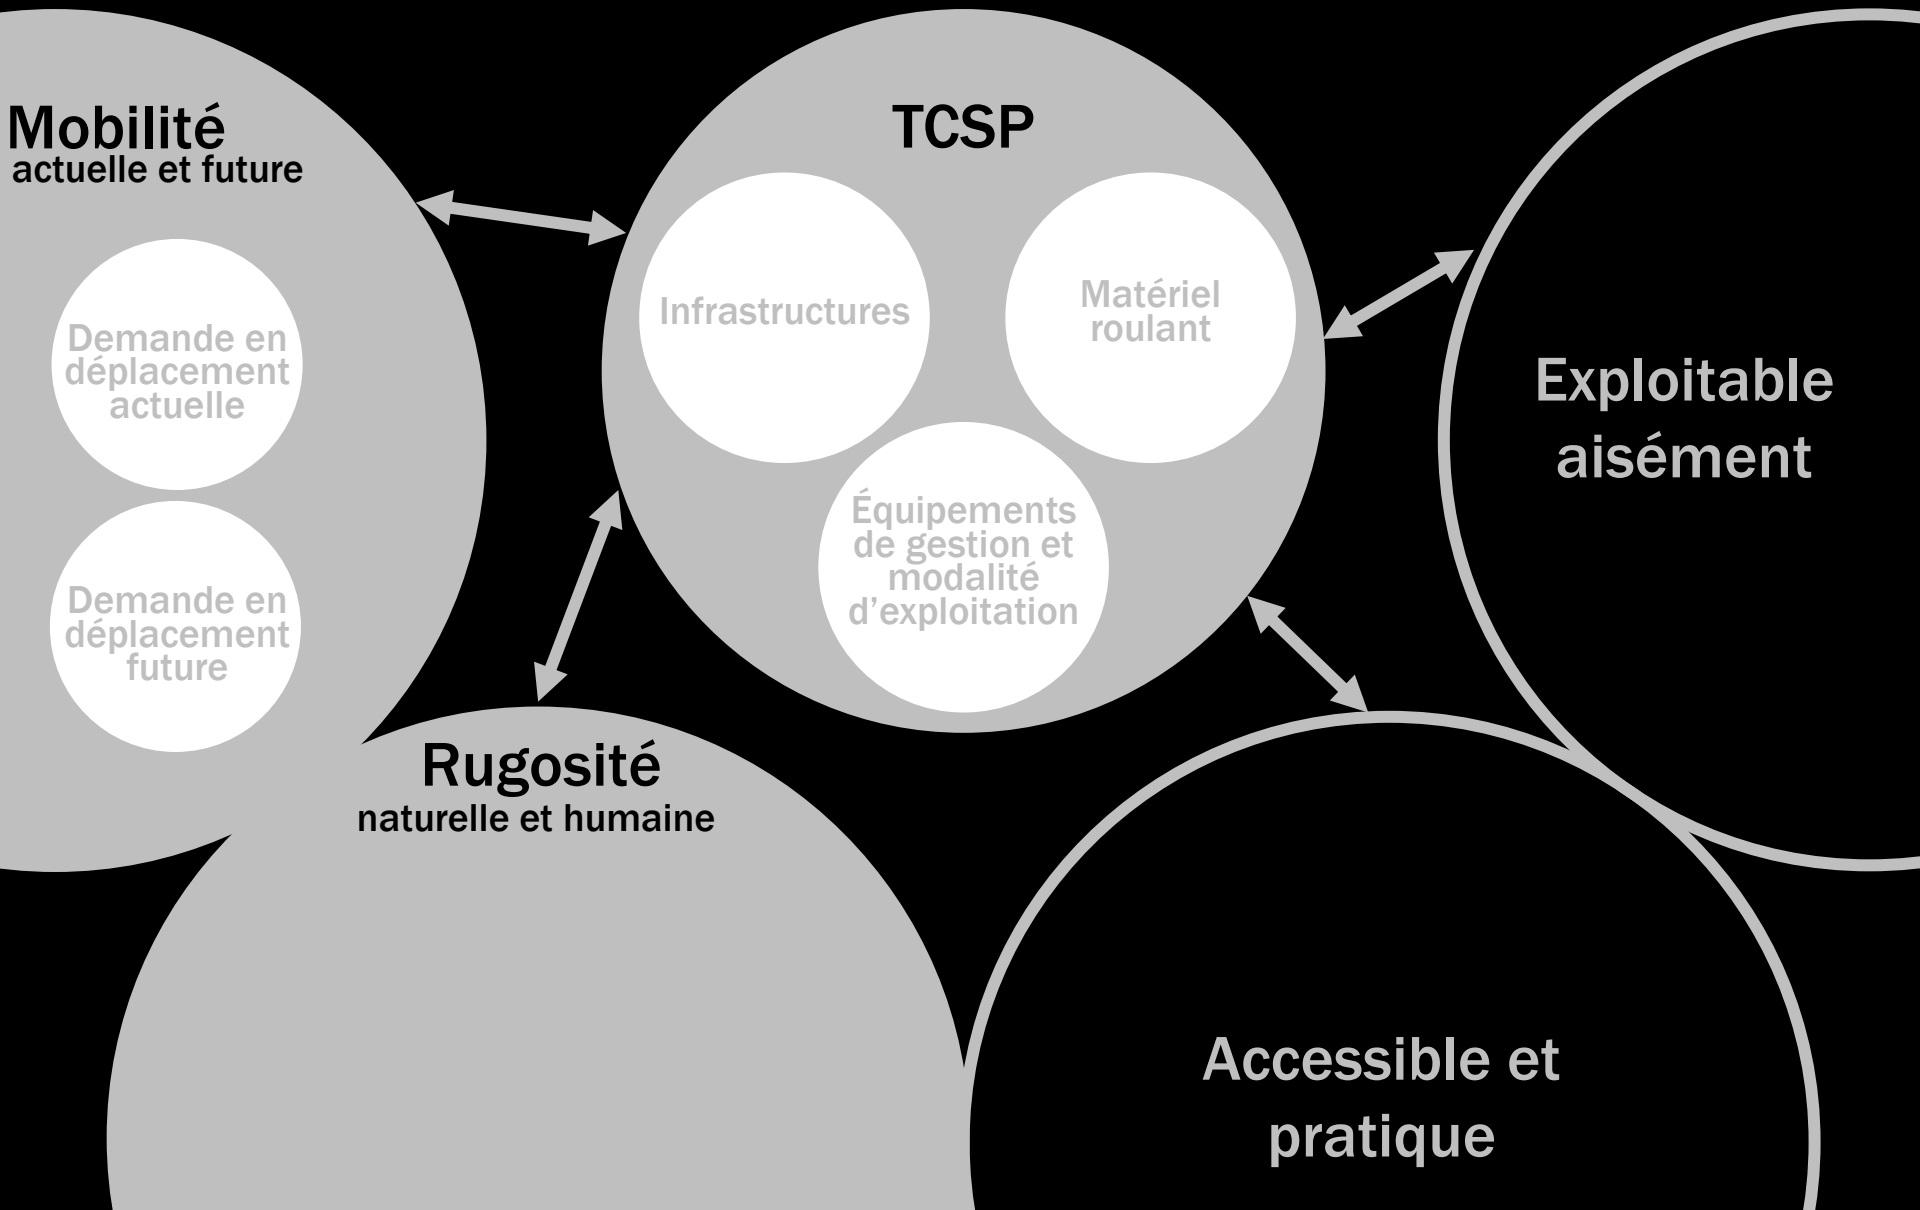 Mobilité
actuelle et future
Demande en
déplacement
actuelle
Demande en
déplacement
future
TCSP
Infrastructures
Matériel
roulant
Équipements
de gestion et
modalité
d’exploitation
Exploitable
aisément
Rugosité
naturelle et humaine
Accessible et
pratique